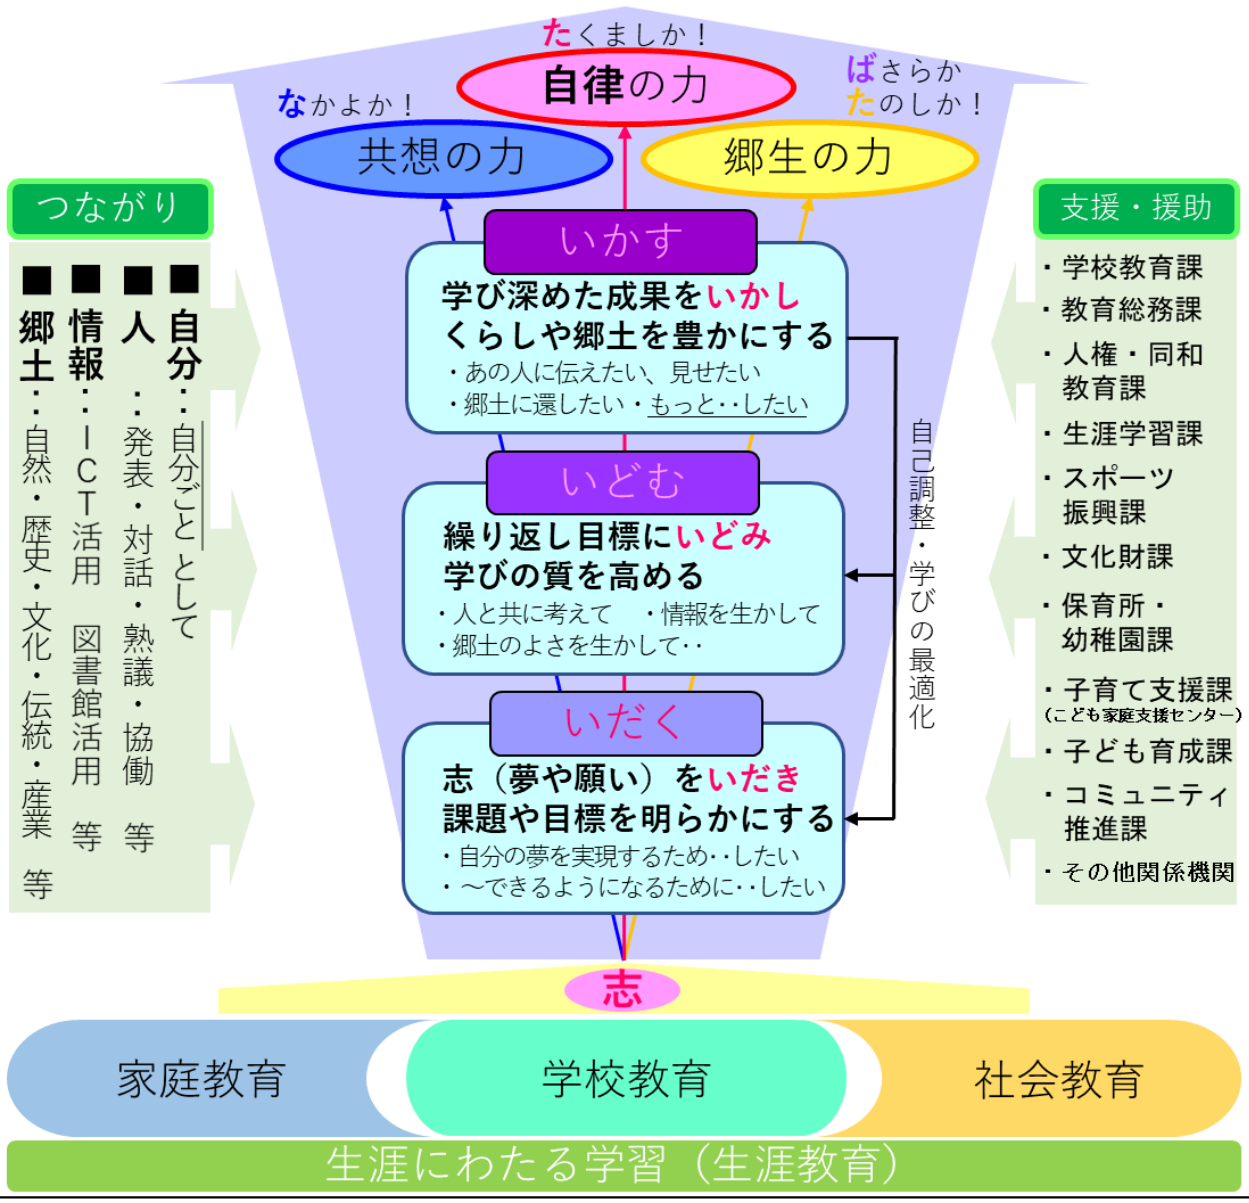 たくましか！
自律の力
ばさらか
たのしか！
なかよか！
共想の力
郷生の力
つながり
■自分：自分ごととして
■人　：発表・対話・熟議・協働　等
■情報：ＩＣＴ活用　図書館活用　等
■郷土：自然・歴史・文化・伝統・産業　等
いかす
学び深めた成果をいかし
くらしや郷土を豊かにする
・あの人に伝えたい、見せたい
・郷土に還したい・もっと‥したい
いどむ
繰り返し目標にいどみ
学びの質を高める
・人と共に考えて　・情報を生かして
・郷土のよさを生かして‥
いだく
志（夢や願い）をいだき
課題や目標を明らかにする
・自分の夢を実現するため‥したい
・～できるようになるために‥したい
自己調整・学びの最適化
支援・援助
・学校教育課
・教育総務課
・人権・同和
教育課
・生涯学習課
・スポーツ
振興課
・文化財課
・保育所・
幼稚園課
・子育て支援課
（こども家庭支援センター）
・子ども育成課
・コミュニティ
推進課
・その他関係機関
志
家庭教育
学校教育
社会教育
生涯にわたる学習（生涯教育）